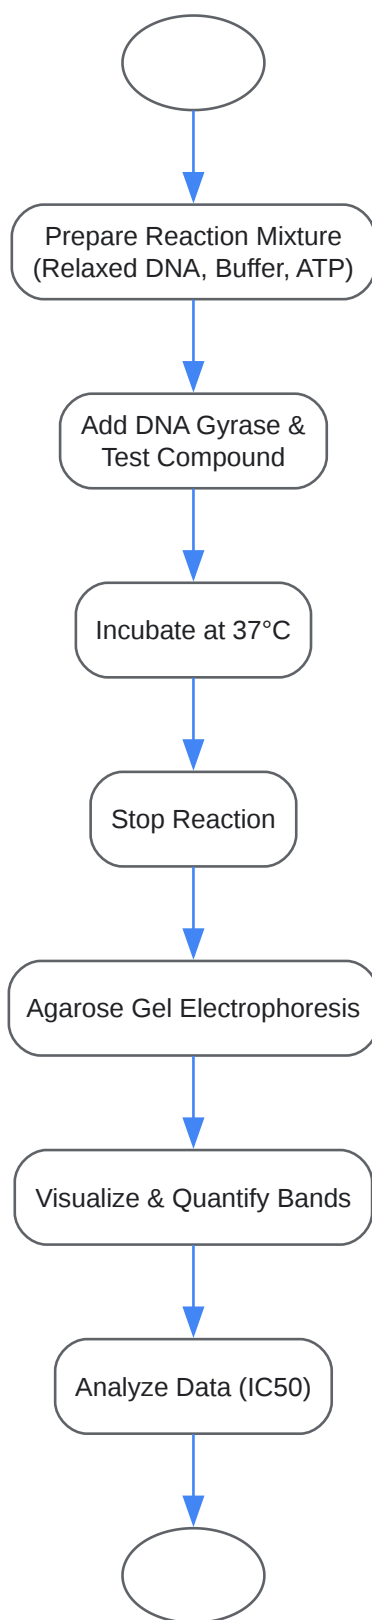 Prepare Reaction Mixture
(Relaxed DNA, Buffer, ATP)
Add DNA Gyrase &
Test Compound
Incubate at 37°C
Stop Reaction
Agarose Gel Electrophoresis
Visualize & Quantify Bands
Analyze Data (IC50)